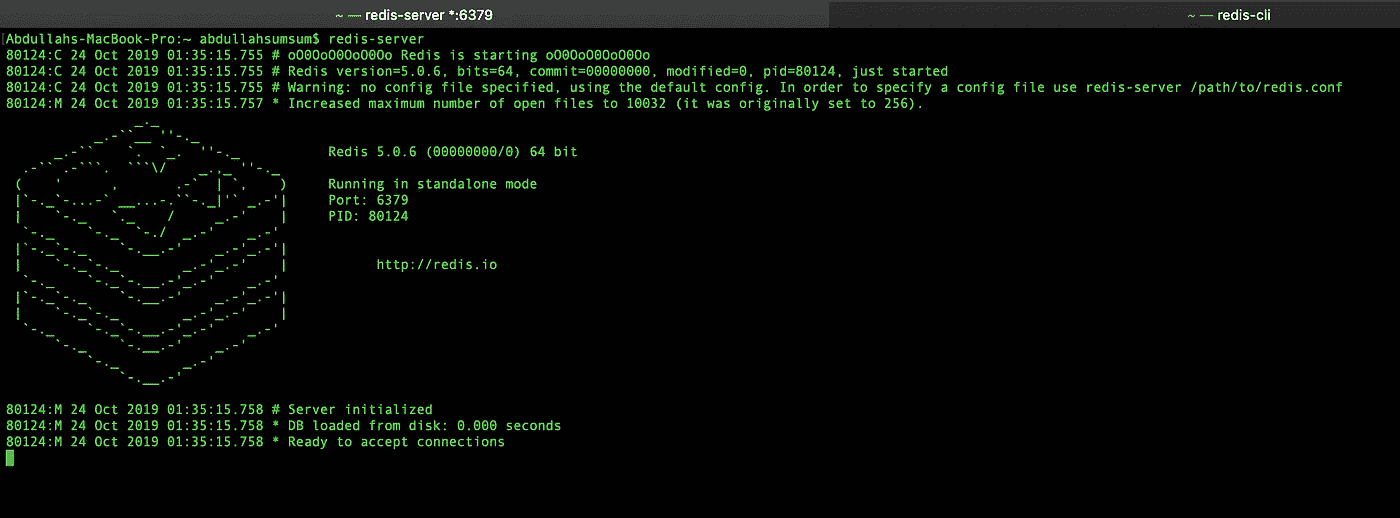 ~ — redis-server *:6379
~ — redis-cli
[Abdullahs-MacBook-Pro:~ abdullahsumsum$ redis-server
80124:C 24 Oct 2019 01:35:15.755 # oO0OoO0OoO0Oo Redis is starting oO0OoO0OoO0Oo
80124:C 24 Oct 2019 01:35:15.755 # Redis version=5.0.6, bits=64, commit=00000000, modified=0, pid=80124, just started
80124:C 24 Oct 2019 01:35:15.755 # Warning: no config file specified, using the default config. In order to specify a config file use redis-server /path/to/redis.conf
80124:M 24 Oct 2019 01:35:15.757 * Increased maximum number of open files to 10032 (it was originally set to 256).
Redis 5.0.6 (00000000/0) 64 bit
Running in standalone mode
Port: 6379
PID: 80124
http://redis.io
80124:M 24 Oct 2019 01:35:15.758 # Server initialized
80124:M 24 Oct 2019 01:35:15.758 * DB loaded from disk: 0.000 seconds
80124:M 24 Oct 2019 01:35:15.758 * Ready to accept connections